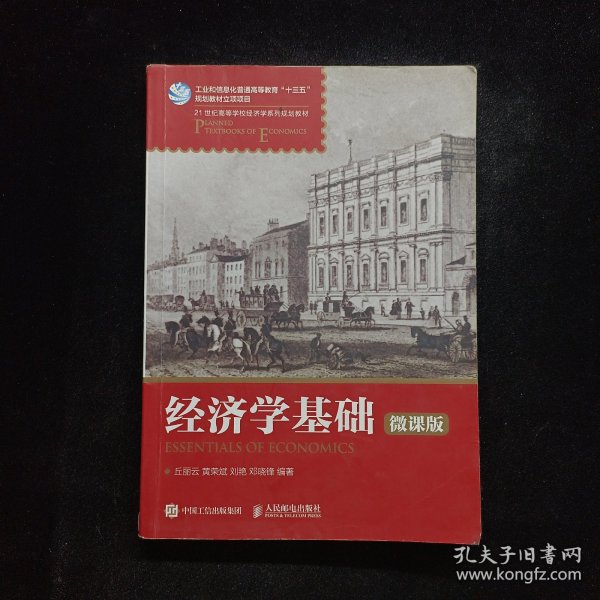 工业和信息化普通高等教育“十三五”
规划教材立项项目
21世纪高等学校经济学系列规划教材
PLANNED
TEXTBOOKS OF ECONOMICS
经济学基础 微课版
ESSENTIALS OF ECONOMICS
丘丽云 黄荣斌 刘艳 邓晓锋 编著
中国工信出版集团 人民邮电出版社
POSTS & TELECOM PRESS
孔夫子旧书网
www.kongfz.com